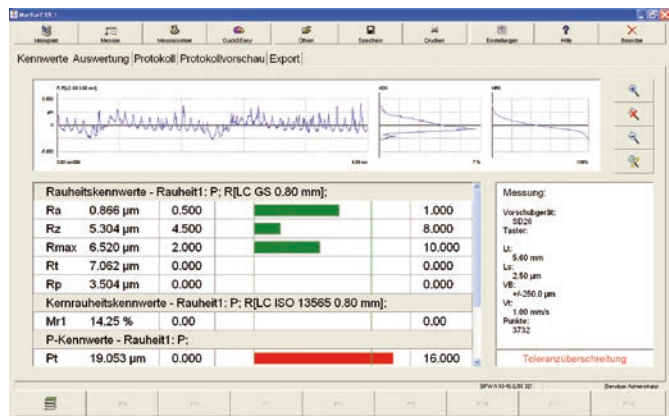 MarSurf XR 1
Messen Quick&Easy Öffnen Speichern Drucken Einstellungen Hilfe Beenden
Kennwerte Auswertung Protokoll Protokollvorschau Export
ADK
7 %
100%
Rauheitskennwerte - Rauheit1: P; R[LC GS 0.80 mm];
Ra 0.866 µm 0.500 1.000
Rz 5.304 µm 4.500 8.000
Rmax 6.520 µm 2.000 10.000
Rt 7.062 µm 0.000 0.000
Rp 3.504 µm 0.000 0.000
Kernrauheitskennwerte - Rauheit1: P; R[LC ISO 13565 0.80 mm];
Mr1 14.25 % 0.00 0.00
P-Kennwerte - Rauheit1: P;
Pt 19.053 µm 0.000 16.000
Messung:
Vorschubgerät:
SD26
Taster:
Lt:
5.60 mm
Ls:
2.50 µm
VB:
+/-250.0 µm
Vt:
1.00 mm/s
Punkte:
3732
Toleranzüberschreitung